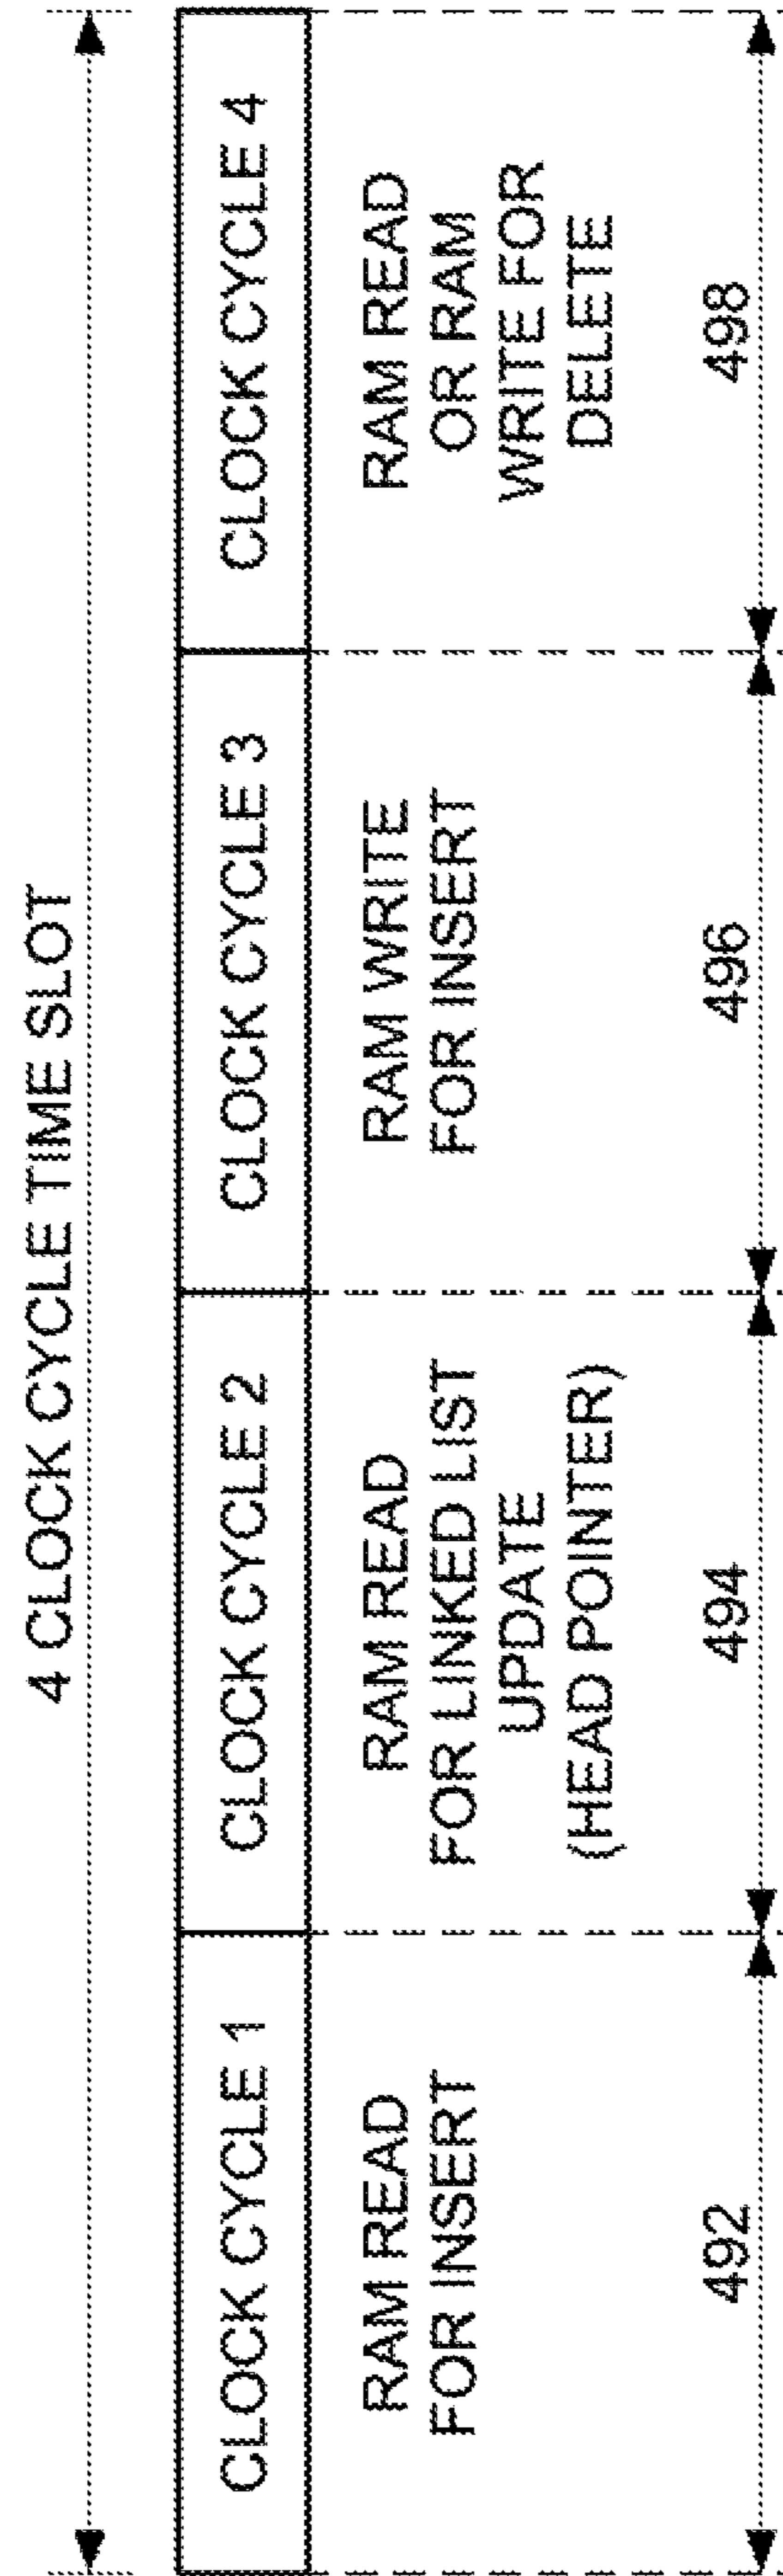 4 CLOCK CYCLE TIME SLOT
CLOCK CYCLE 1
CLOCK CYCLE 2
CLOCK CYCLE 3
CLOCK CYCLE 4
RAM READ
FOR INSERT
RAM READ
FOR LINKED LIST
UPDATE
(HEAD POINTER)
RAM WRITE
FOR INSERT
RAM READ
OR RAM
WRITE FOR
DELETE
492
494
496
498